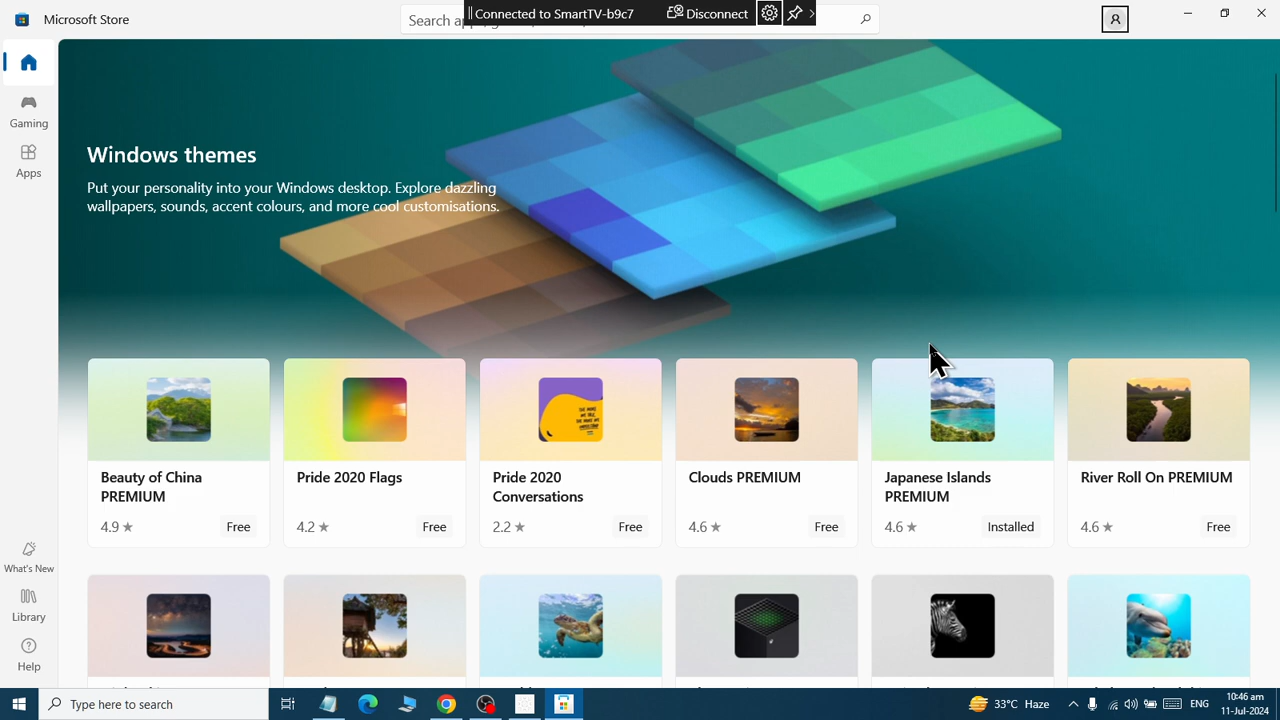 Microsoft Store
Search
Connected to SmartTV-b9c7
Disconnect
Gaming
Apps
Windows themes
Put your personality into your Windows desktop. Explore dazzling
wallpapers, sounds, accent colours, and more cool customisations.
Beauty of China
PREMIUM
4.9 ★
Free
Pride 2020 Flags
4.2 ★
Free
Pride 2020
Conversations
2.2 ★
Free
Clouds PREMIUM
4.6 ★
Free
Japanese Islands
PREMIUM
4.6 ★
Installed
River Roll On PREMIUM
4.6 ★
Free
What's New
Library
Help
Type here to search
33°C Haze
ENG
10:46 am
11-Jul-2024